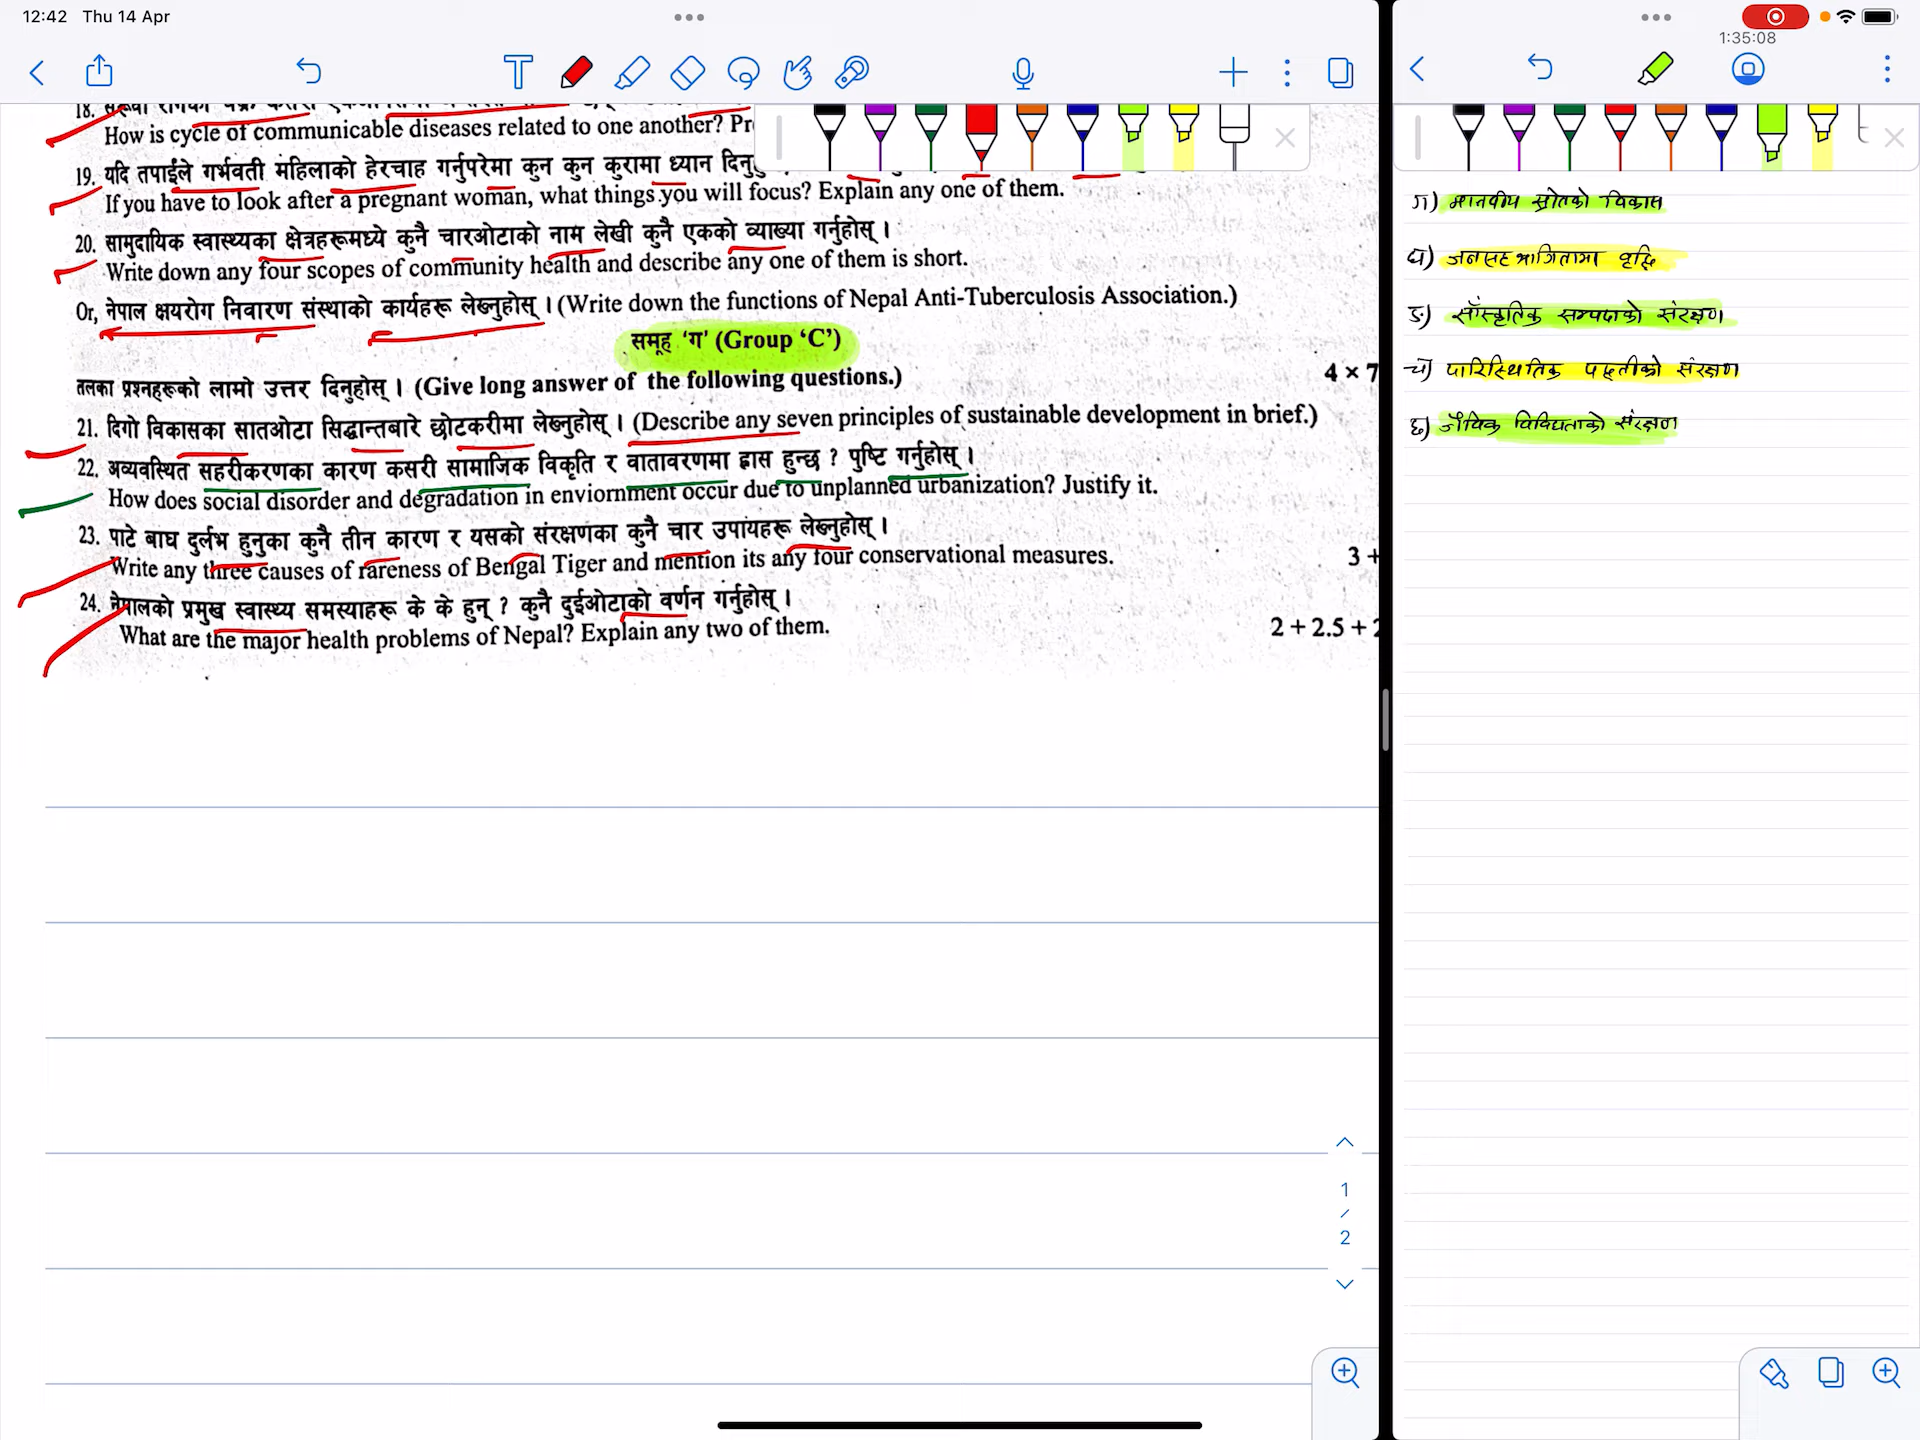 12:42 Thu 14 Apr
1:35:08
18.
How is cycle of communicable diseases related to one another?
19. यदि तपाईंले गर्भवती महिलाको हेरचाह गर्नुपरेमा कुन कुन कुरामा ध्यान
If you have to look after a pregnant woman, what things you will focus? Explain any one of them.
20. सामुदायिक स्वास्थ्यका क्षेत्रहरूमध्ये कुनै चारओटाको नाम लेखी कुनै एकको व्याख्या गर्नुहोस् ।
Write down any four scopes of community health and describe any one of them is short.
Or, नेपाल क्षयरोग निवारण संस्थाको कार्यहरू लेख्नुहोस् । (Write down the functions of Nepal Anti-Tuberculosis Association.)
समूह ‘ग’ (Group ‘C’)
तलका प्रश्नहरूको लामो उत्तर दिनुहोस् । (Give long answer of the following questions.) 4 × 7
21. दिगो विकासका सातओटा सिद्धान्तबारे छोटकरीमा लेख्नुहोस् । (Describe any seven principles of sustainable development in brief.)
22. अव्यवस्थित सहरीकरणका कारण कसरी सामाजिक विकृति र वातावरणमा ह्रास हुन्छ ? पुष्टि गर्नुहोस् ।
How does social disorder and degradation in enviornment occur due to unplanned urbanization? Justify it.
23. पाटे बाघ दुर्लभ हुनुका कुनै तीन कारण र यसको संरक्षणका कुनै चार उपायहरू लेख्नुहोस् ।
Write any three causes of rareness of Bengal Tiger and mention its any four conservational measures. 3 +
24. नेपालको प्रमुख स्वास्थ्य समस्याहरू के के हुन् ? कुनै दुईओटाको वर्णन गर्नुहोस् ।
What are the major health problems of Nepal? Explain any two of them. 2 + 2.5 + 2
1
/
2
ग) मानवीय स्रोतको विकास
घ) जनसहभागितामा वृद्धि
ङ) साँस्कृतिक सम्पदाको संरक्षण
च) पारिस्थितिक पद्दतीको संरक्षण
छ) जैविक विविधताको संरक्षण